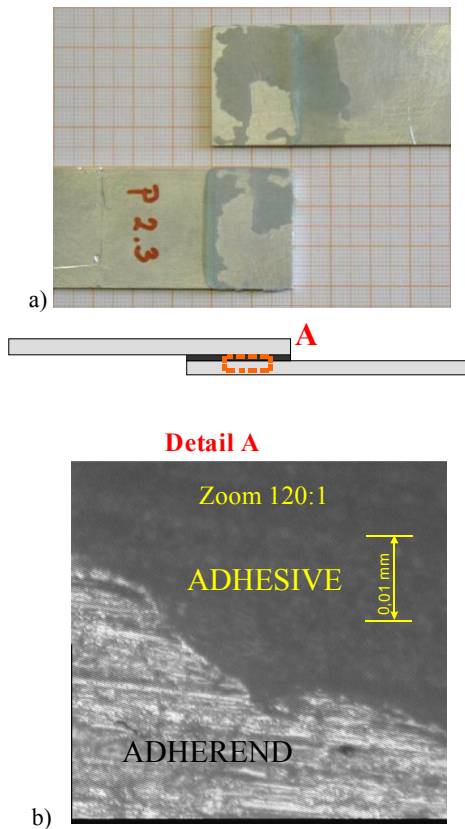 P 2.3
a)
A
Detail A
Zoom 120:1
ADHESIVE
0,01 mm
ADHEREND
b)